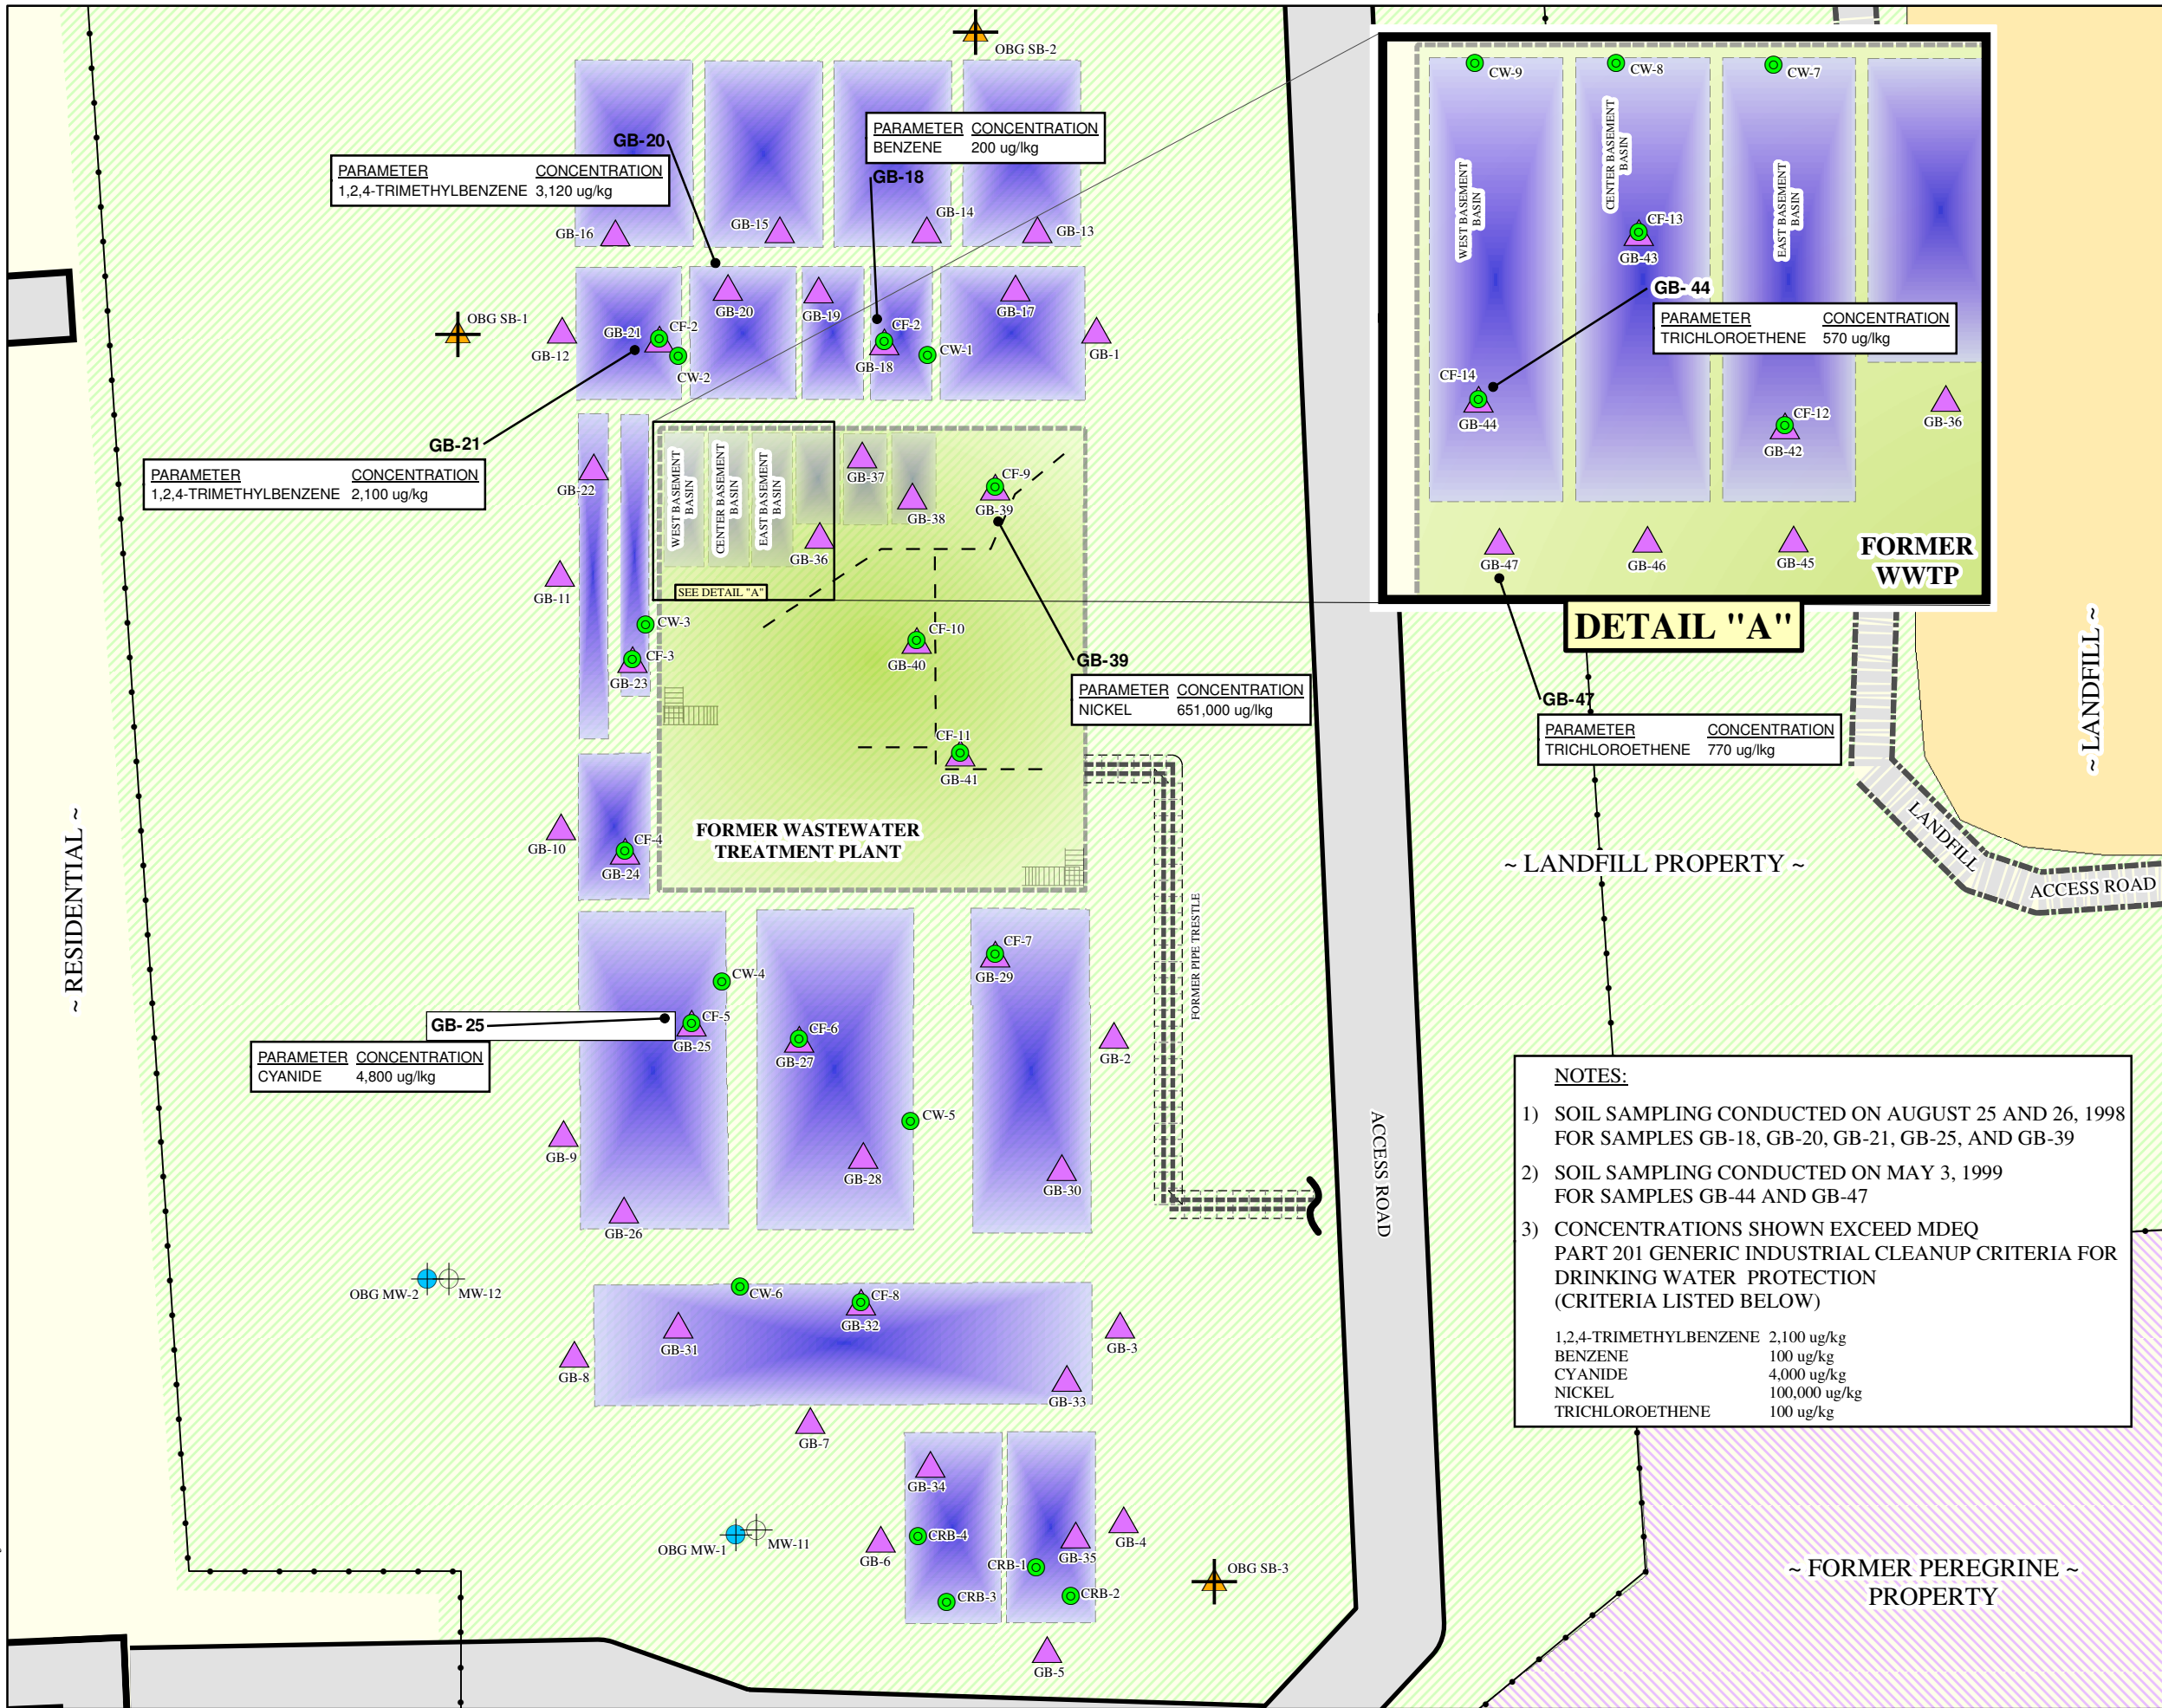 OBG SB-2
GB-20
PARAMETER CONCENTRATION
1,2,4-TRIMETHYLBENZENE 3,120 ug/kg
PARAMETER CONCENTRATION
BENZENE 200 ug/lkg
GB-18
GB-16
GB-15
GB-14
GB-13
OBG SB-1
GB-12
GB-21
CF-2
CW-2
GB-20
GB-19
CF-2
GB-18
CW-1
GB-17
GB-1
GB-21
PARAMETER CONCENTRATION
1,2,4-TRIMETHYLBENZENE 2,100 ug/kg
GB-22
GB-11
CW-3
CF-3
GB-23
WEST BASEMENT
BASIN
CENTER BASEMENT
BASIN
EAST BASEMENT
BASIN
GB-37
GB-38
GB-36
SEE DETAIL "A"
CF-9
GB-39
CF-10
GB-40
GB-39
PARAMETER CONCENTRATION
NICKEL 651,000 ug/lkg
CF-11
GB-41
FORMER WASTEWATER
TREATMENT PLANT
GB-10
CF-4
GB-24
~ RESIDENTIAL ~
FORMER PIPE TRESTLE
ACCESS ROAD
CW-9
CW-8
CW-7
WEST BASEMENT
BASIN
CENTER BASEMENT
BASIN
EAST BASEMENT
BASIN
CF-13
GB-43
GB- 44
PARAMETER CONCENTRATION
TRICHLOROETHENE 570 ug/lkg
CF-14
GB-44
CF-12
GB-42
GB-36
GB-47
GB-46
GB-45
FORMER
WWTP
DETAIL "A"
GB-47
PARAMETER CONCENTRATION
TRICHLOROETHENE 770 ug/lkg
~ LANDFILL ~
~ LANDFILL PROPERTY ~
LANDFILL
ACCESS ROAD
CW-4
GB- 25
CF-5
GB-25
PARAMETER CONCENTRATION
CYANIDE 4,800 ug/lkg
CF-6
GB-27
CF-7
GB-29
GB-2
CW-5
GB-9
GB-28
GB-30
GB-26
OBG MW-2
MW-12
CW-6
CF-8
GB-32
GB-31
GB-3
GB-8
GB-33
GB-7
GB-34
CRB-4
GB-6
OBG MW-1
MW-11
CRB-3
CRB-1
GB-35
CRB-2
GB-4
OBG SB-3
GB-5
NOTES:
1) SOIL SAMPLING CONDUCTED ON AUGUST 25 AND 26, 1998
FOR SAMPLES GB-18, GB-20, GB-21, GB-25, AND GB-39
2) SOIL SAMPLING CONDUCTED ON MAY 3, 1999
FOR SAMPLES GB-44 AND GB-47
3) CONCENTRATIONS SHOWN EXCEED MDEQ
PART 201 GENERIC INDUSTRIAL CLEANUP CRITERIA FOR
DRINKING WATER PROTECTION
(CRITERIA LISTED BELOW)
1,2,4-TRIMETHYLBENZENE 2,100 ug/kg
BENZENE 100 ug/kg
CYANIDE 4,000 ug/kg
NICKEL 100,000 ug/kg
TRICHLOROETHENE 100 ug/kg
~ FORMER PEREGRINE ~
PROPERTY